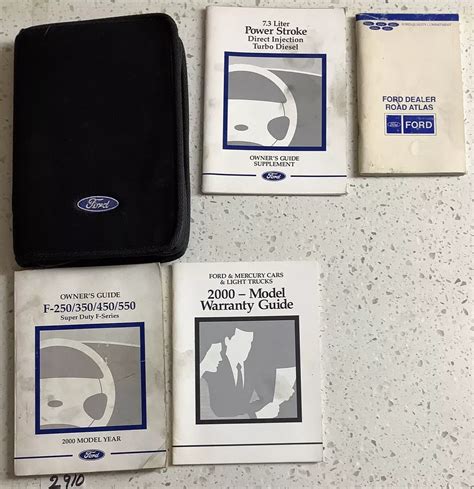 Ford
7.3 Liter
Power Stroke
Direct Injection
Turbo Diesel
OWNER'S GUIDE
SUPPLEMENT
Ford
FORD DEALER
ROAD ATLAS
Ford
FORD
OWNER'S GUIDE
F-250/350/450/550
Super Duty F-Series
2000 MODEL YEAR
Ford
2910
FORD & MERCURY CARS
& LIGHT TRUCKS
2000 – Model
Warranty Guide